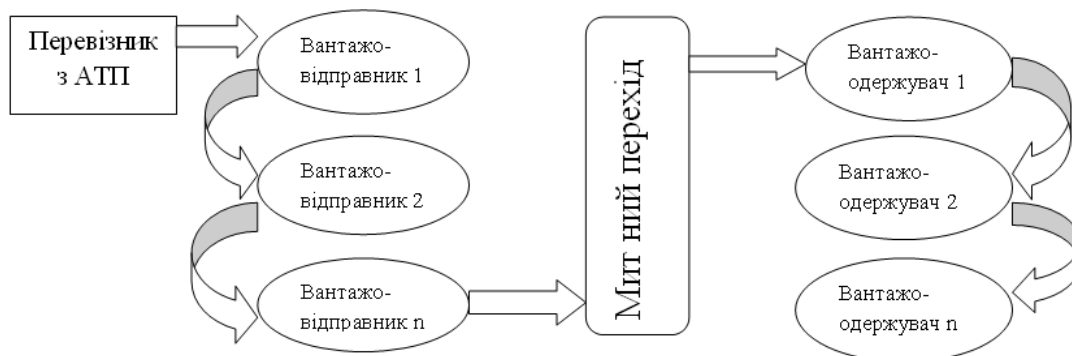 Перевізник
з АТП
Вантажо-
відправник 1
Вантажо-
відправник 2
Вантажо-
відправник n
Мит ний перехід
Вантажо-
одержувач 1
Вантажо-
одержувач 2
Вантажо-
одержувач n